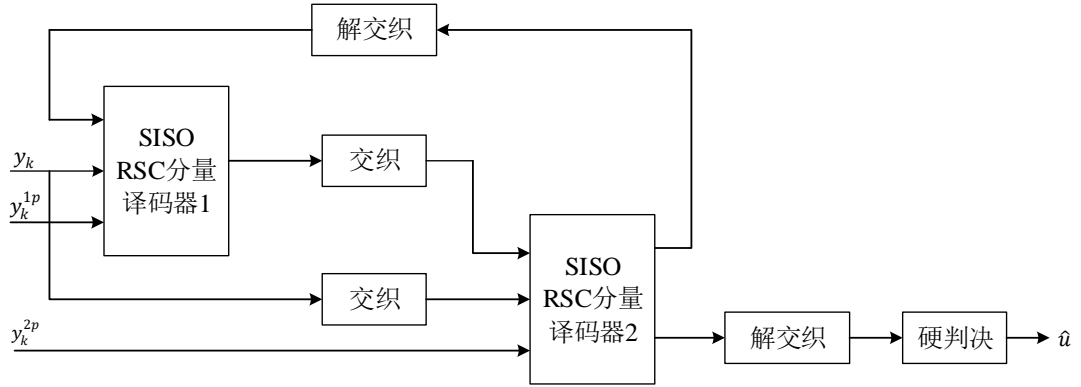 解交织
SISO
RSC分量
译码器1
交织
y_k
y_k^{1p}
交织
SISO
RSC分量
译码器2
y_k^{2p}
解交织
硬判决
û